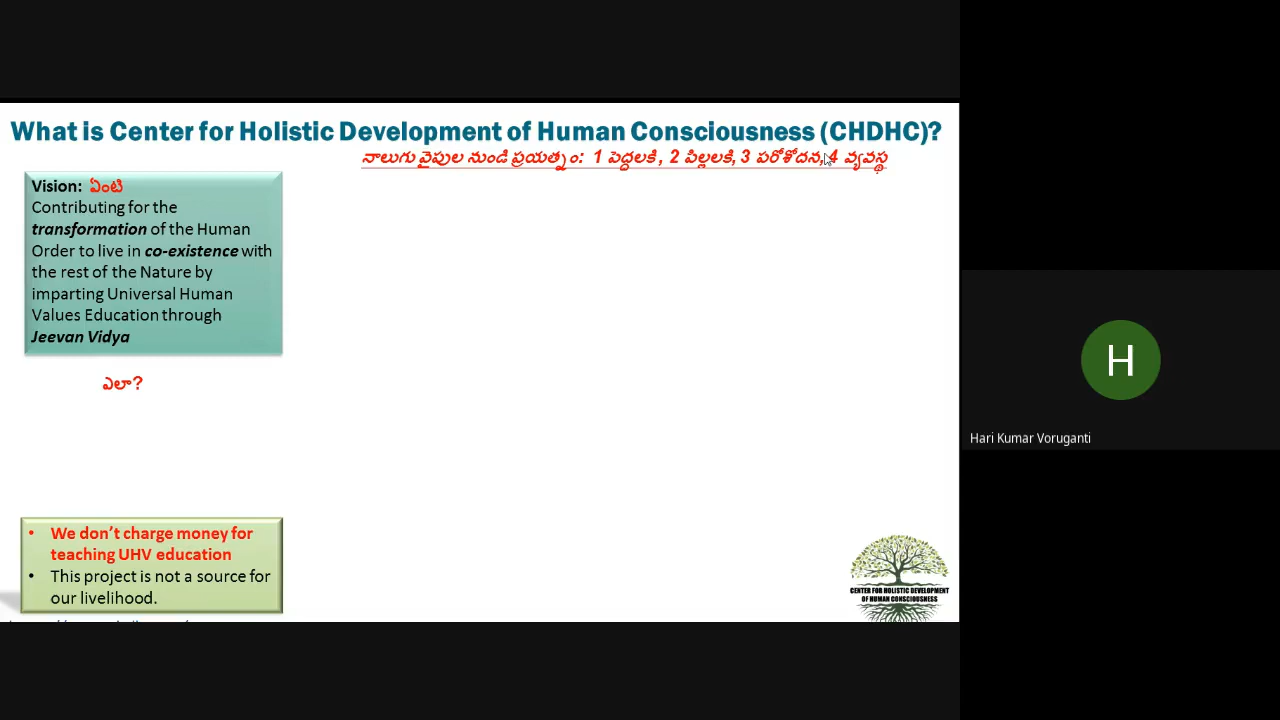 What is Center for Holistic Development of Human Consciousness (CHDHC)?
నాలుగు వైపుల నుండి ప్రయత్నం: 1 పెద్దలకి , 2 పిల్లలకి, 3 పరోశోదన, 4 వ్యవస్థ
Vision: ఏంటి
Contributing for the
transformation of the Human
Order to live in co-existence with
the rest of the Nature by
imparting Universal Human
Values Education through
Jeevan Vidya
ఎలా?
H
Hari Kumar Voruganti
• We don’t charge money for
teaching UHV education
• This project is not a source for
our livelihood.
CENTER FOR HOLISTIC DEVELOPMENT
OF HUMAN CONSCIOUSNESS